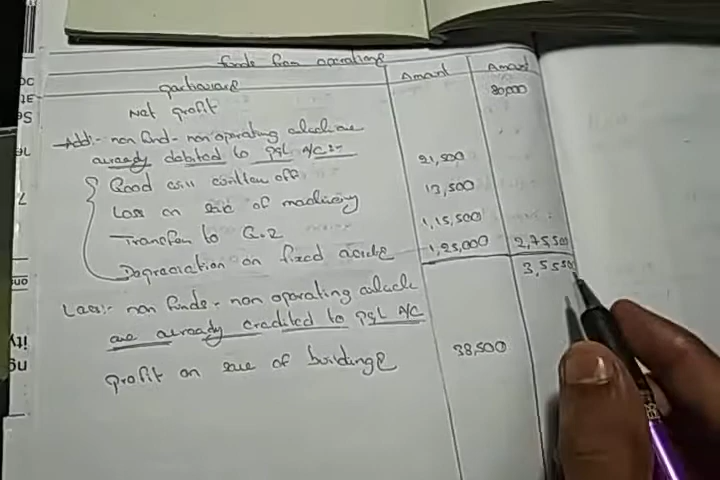 funds from operating
particulars Amount Amount
Net profit 80,000
Add:- non fund - non operating which are
already debited to P&L A/C:-
Good will written off 21,500
Loss on sale of machinery 13,500
Transfer to G.R 1,15,500
Depreciation on fixed assets 1,25,000 2,75,500
3,55,500
Less:- non funds - non operating which
are already credited to P&L A/C
profit on sale of buildings 38,500